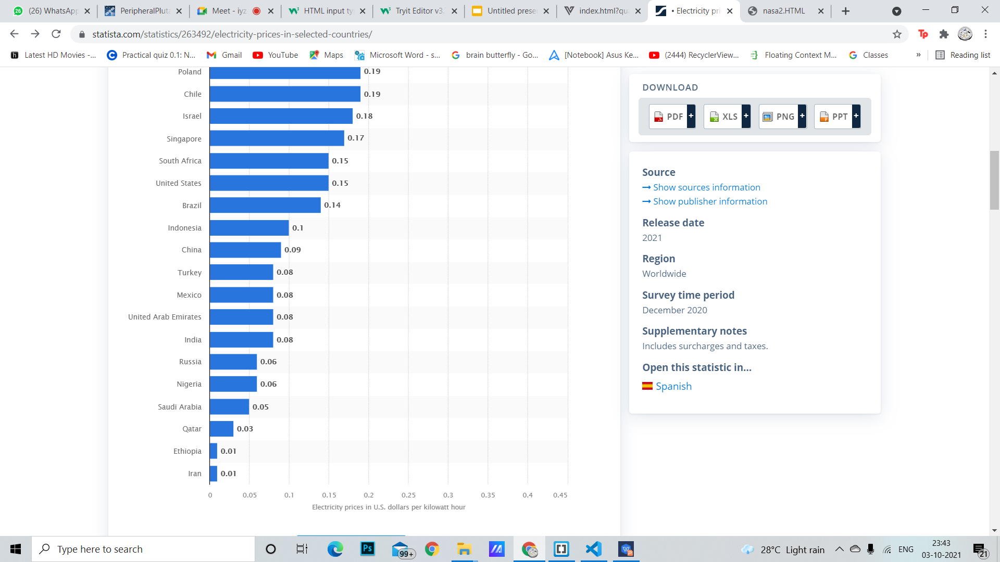 (26) WhatsApp
PeripheralPluta
Meet - iyz
HTML input ty
Tryit Editor v3.
Untitled prese
index.html?qu
• Electricity pri
nasa2.HTML
statista.com/statistics/263492/electricity-prices-in-selected-countries/
Latest HD Movies -...
Practical quiz 0.1: N...
Gmail
YouTube
Maps
Microsoft Word - s...
brain butterfly - Go...
[Notebook] Asus Ke...
(2444) RecyclerView...
Floating Context M...
Classes
»
Reading list
Poland 0.19
Chile 0.19
Israel 0.18
Singapore 0.17
South Africa 0.15
United States 0.15
Brazil 0.14
Indonesia 0.1
China 0.09
Turkey 0.08
Mexico 0.08
United Arab Emirates 0.08
India 0.08
Russia 0.06
Nigeria 0.06
Saudi Arabia 0.05
Qatar 0.03
Ethiopia 0.01
Iran 0.01
0 0.05 0.1 0.15 0.2 0.25 0.3 0.35 0.4 0.45
Electricity prices in U.S. dollars per kilowatt hour
DOWNLOAD
PDF + XLS + PNG + PPT +
Source
→ Show sources information
→ Show publisher information
Release date
2021
Region
Worldwide
Survey time period
December 2020
Supplementary notes
Includes surcharges and taxes.
Open this statistic in...
Spanish
Type here to search
Ps
99+
28°C Light rain
ENG
23:43
03-10-2021
21